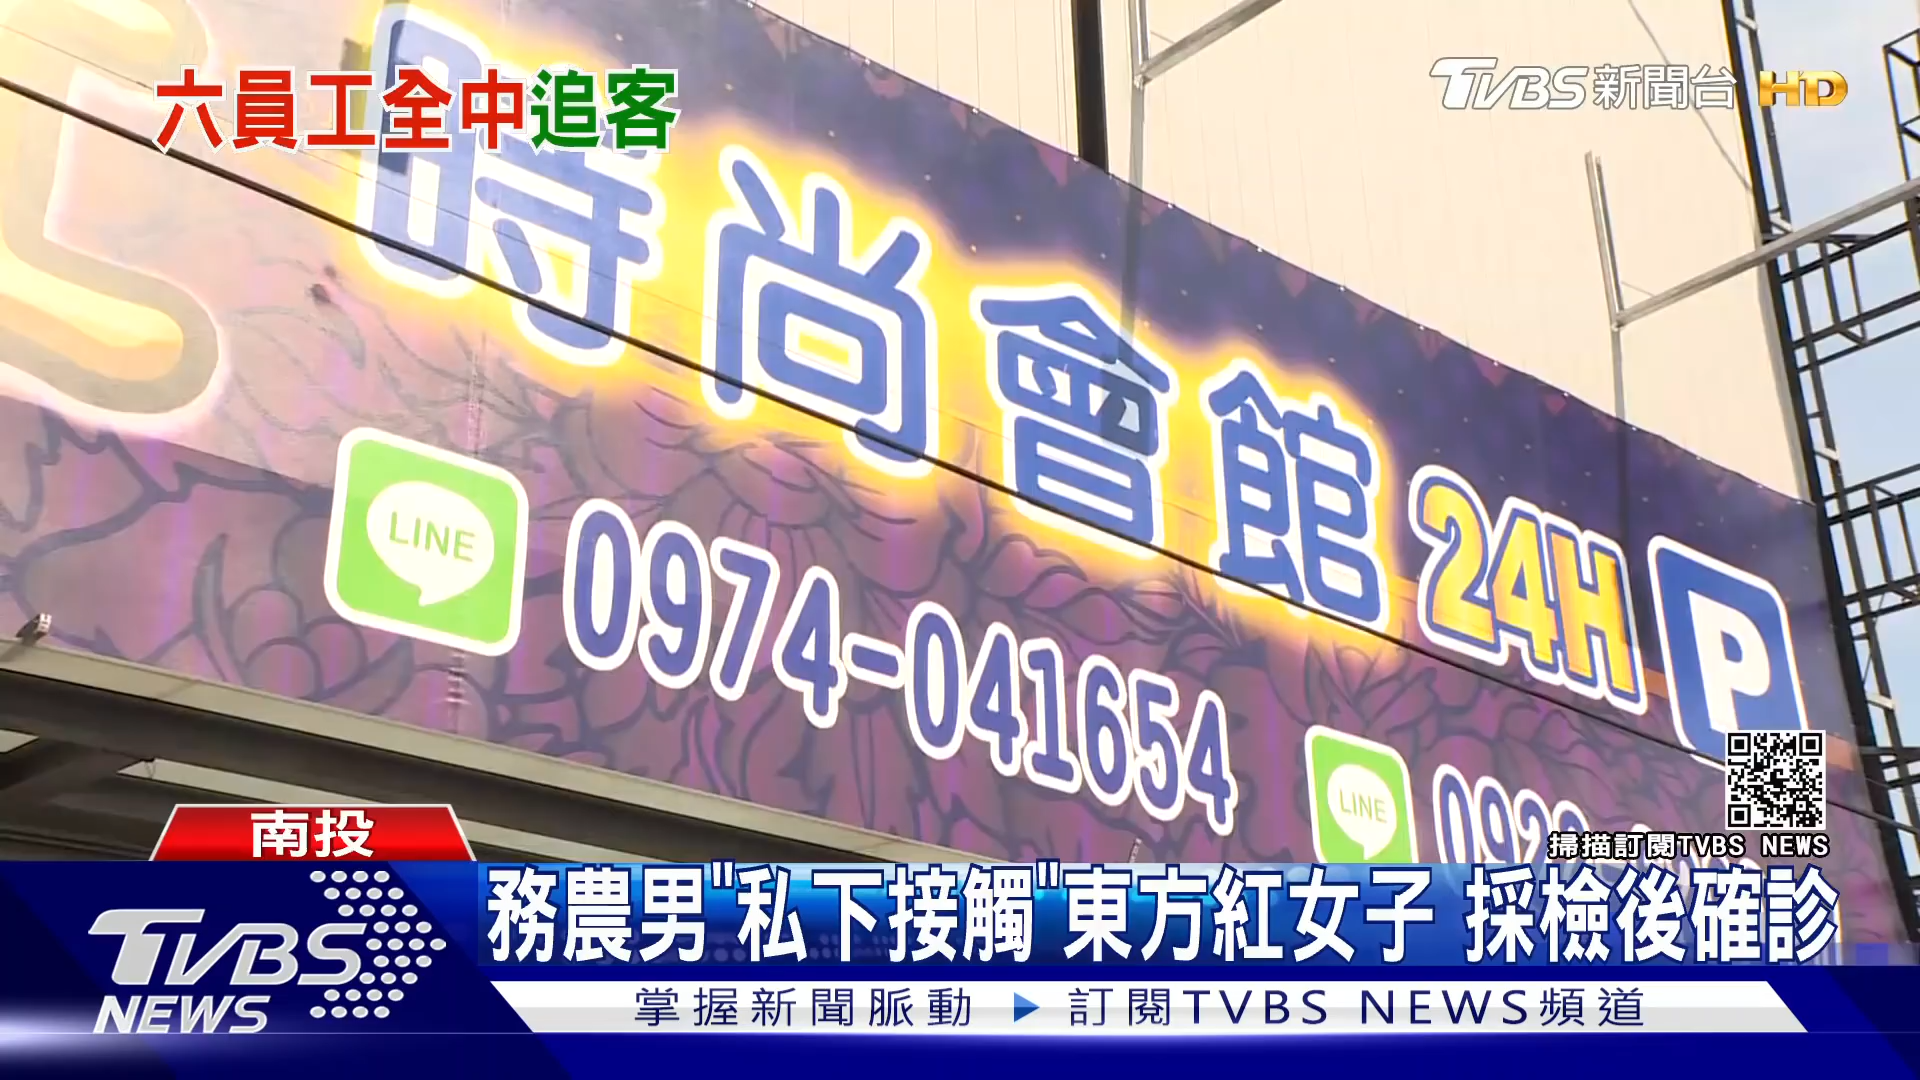 六員工全中追客
TVBS新聞台 HD
時尚會館 24H P
LINE 0974-041654
LINE
掃描訂閱TVBS NEWS
南投
務農男"私下接觸"東方紅女子 採檢後確診
TVBS NEWS
掌握新聞脈動 ▶ 訂閱TVBS NEWS頻道